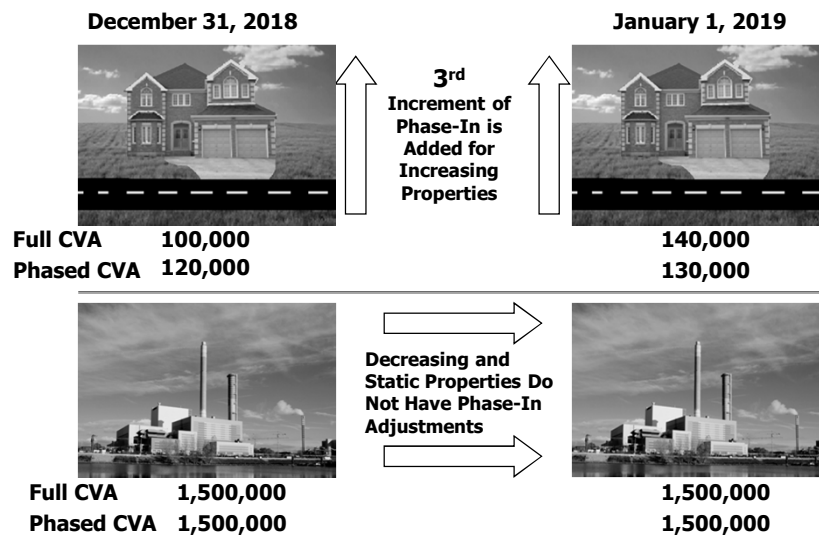 December 31, 2018
January 1, 2019
3rd
Increment of
Phase-In is
Added for
Increasing
Properties
Full CVA 100,000 140,000
Phased CVA 120,000 130,000
Decreasing and
Static Properties Do
Not Have Phase-In
Adjustments
Full CVA 1,500,000 1,500,000
Phased CVA 1,500,000 1,500,000